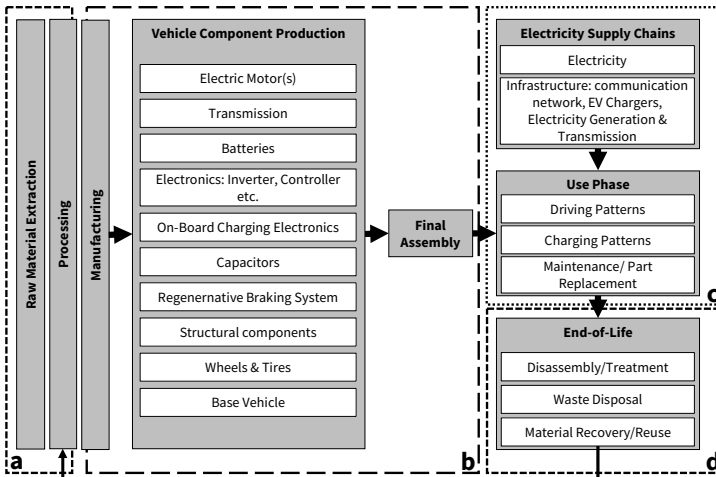 Raw Material Extraction
Processing
a
Manufacturing
Vehicle Component Production
Electric Motor(s)
Transmission
Batteries
Electronics: Inverter, Controller
etc.
On-Board Charging Electronics
Capacitors
Regenernative Braking System
Structural components
Wheels & Tires
Base Vehicle
Final
Assembly
b
Electricity Supply Chains
Electricity
Infrastructure: communication
network, EV Chargers,
Electricity Generation &
Transmission
Use Phase
Driving Patterns
Charging Patterns
Maintenance/ Part
Replacement
c
End-of-Life
Disassembly/Treatment
Waste Disposal
Material Recovery/Reuse
d